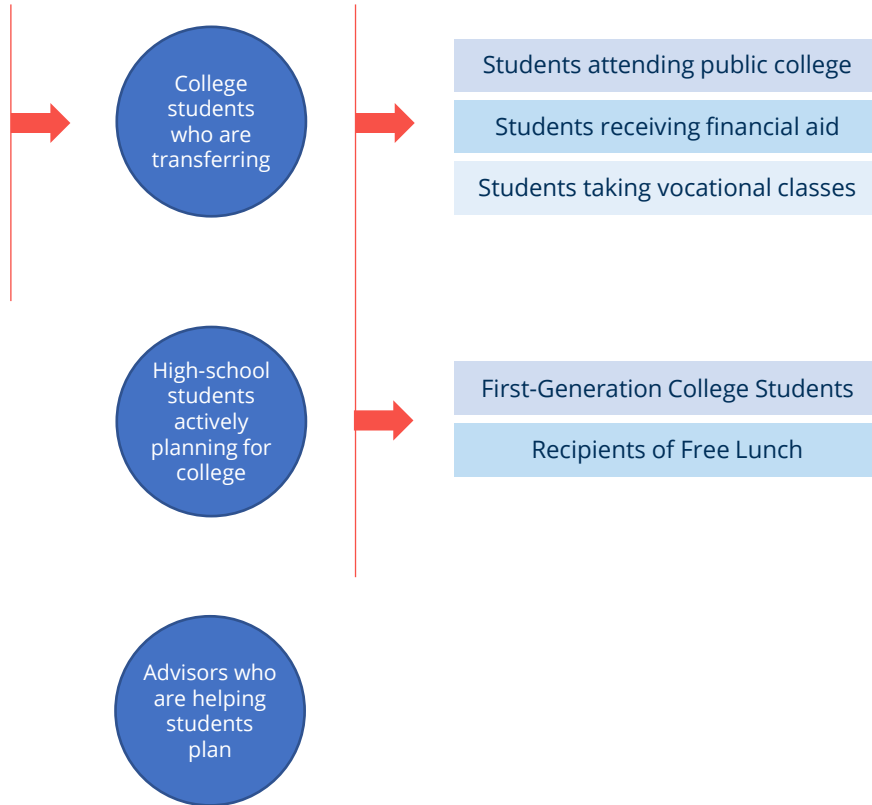 College
students
who are
transferring
Students attending public college
Students receiving financial aid
Students taking vocational classes
High-school
students
actively
planning for
college
First-Generation College Students
Recipients of Free Lunch
Advisors who
are helping
students
plan